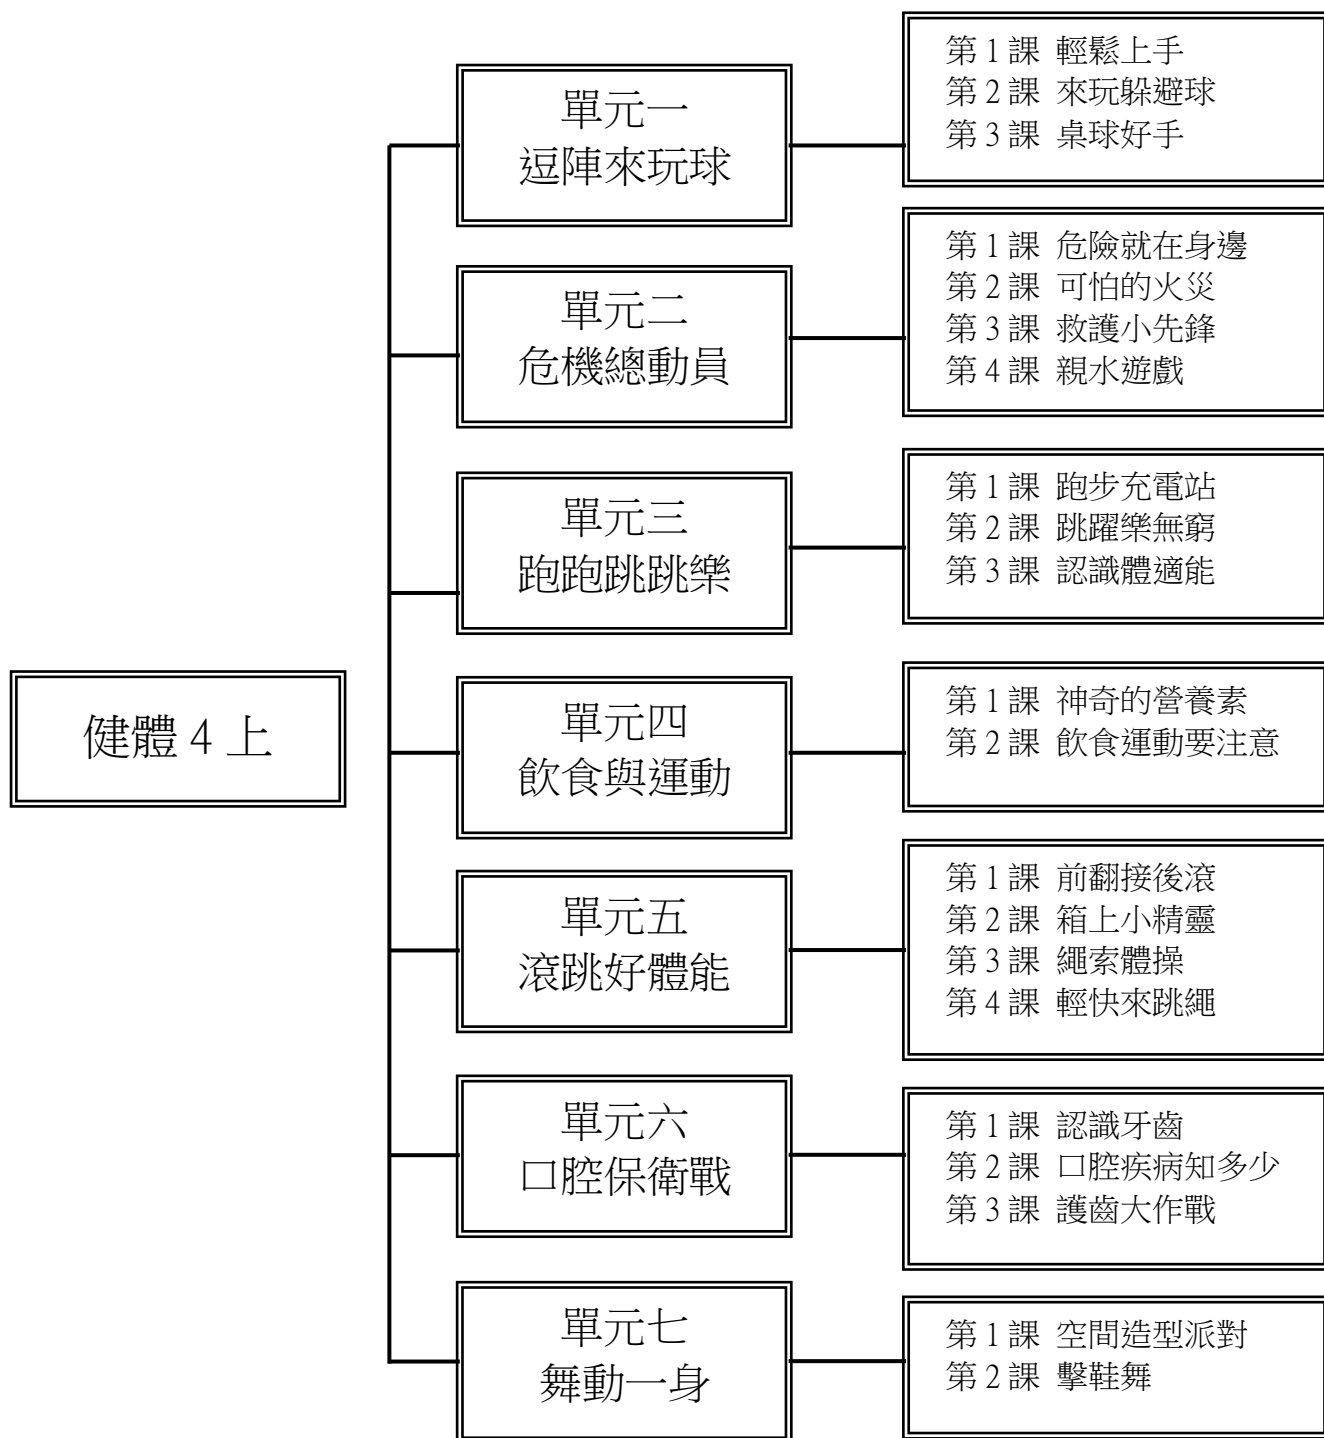 健體 4 上
單元一
逗陣來玩球
第 1 課 輕鬆上手
第 2 課 來玩躲避球
第 3 課 桌球好手
單元二
危機總動員
第 1 課 危險就在身邊
第 2 課 可怕的火災
第 3 課 救護小先鋒
第 4 課 親水遊戲
單元三
跑跑跳跳樂
第 1 課 跑步充電站
第 2 課 跳躍樂無窮
第 3 課 認識體適能
單元四
飲食與運動
第 1 課 神奇的營養素
第 2 課 飲食運動要注意
單元五
滾跳好體能
第 1 課 前翻接後滾
第 2 課 箱上小精靈
第 3 課 繩索體操
第 4 課 輕快來跳繩
單元六
口腔保衛戰
第 1 課 認識牙齒
第 2 課 口腔疾病知多少
第 3 課 護齒大作戰
單元七
舞動一身
第 1 課 空間造型派對
第 2 課 擊鞋舞